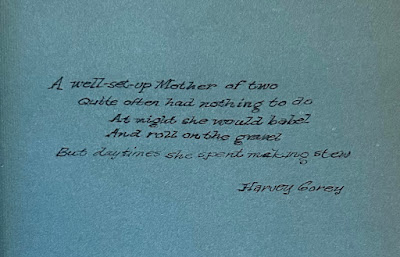 A well-set-up Mother of two
Quite often had nothing to do
At night she would babel
And roll on the gravel
But daytimes she spent making stew
Harvey Gorey